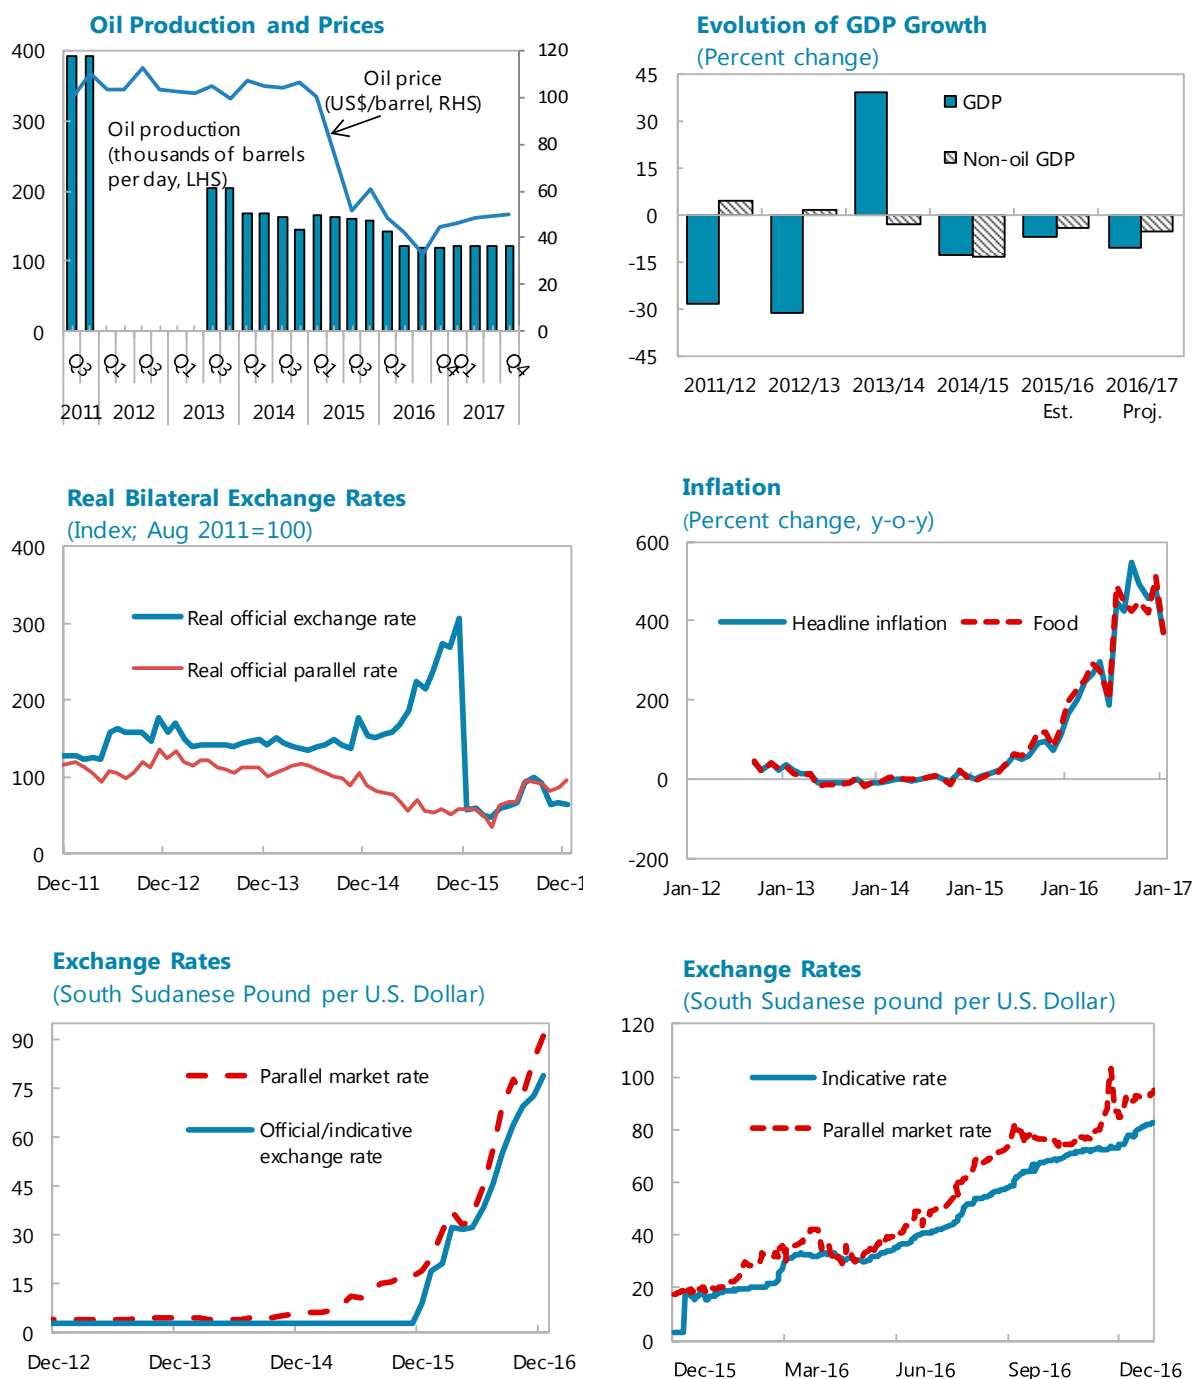 Oil Production and Prices
400
300
200
100
0
120
100
80
60
40
20
0
Oil price
(US$/barrel, RHS)
Oil production
(thousands of barrels
per day, LHS)
Q3 Q1 Q3 Q1 Q3 Q1 Q3 Q1 Q3 Q1 Q4 Q1 Q4
2011 2012 2013 2014 2015 2016 2017
Evolution of GDP Growth
(Percent change)
45
30
15
0
-15
-30
-45
GDP
Non-oil GDP
2011/12 2012/13 2013/14 2014/15 2015/16 2016/17
Est. Proj.
Real Bilateral Exchange Rates
(Index; Aug 2011=100)
400
300
200
100
0
Real official exchange rate
Real official parallel rate
Dec-11 Dec-12 Dec-13 Dec-14 Dec-15 Dec-1
Inflation
(Percent change, y-o-y)
600
400
200
0
-200
Headline inflation Food
Jan-12 Jan-13 Jan-14 Jan-15 Jan-16 Jan-17
Exchange Rates
(South Sudanese Pound per U.S. Dollar)
90
75
60
45
30
15
0
Parallel market rate
Official/indicative
exchange rate
Dec-12 Dec-13 Dec-14 Dec-15 Dec-16
Exchange Rates
(South Sudanese pound per U.S. Dollar)
120
100
80
60
40
20
0
Indicative rate
Parallel market rate
Dec-15 Mar-16 Jun-16 Sep-16 Dec-16